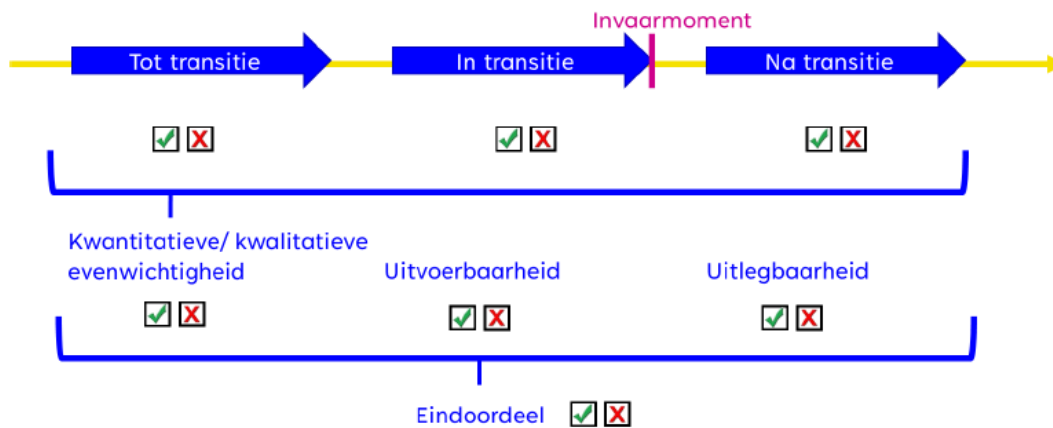 Invaarmoment
Tot transitie
In transitie
Na transitie
Kwantitatieve/ kwalitatieve
evenwichtigheid
Uitvoerbaarheid
Uitlegbaarheid
Eindoordeel